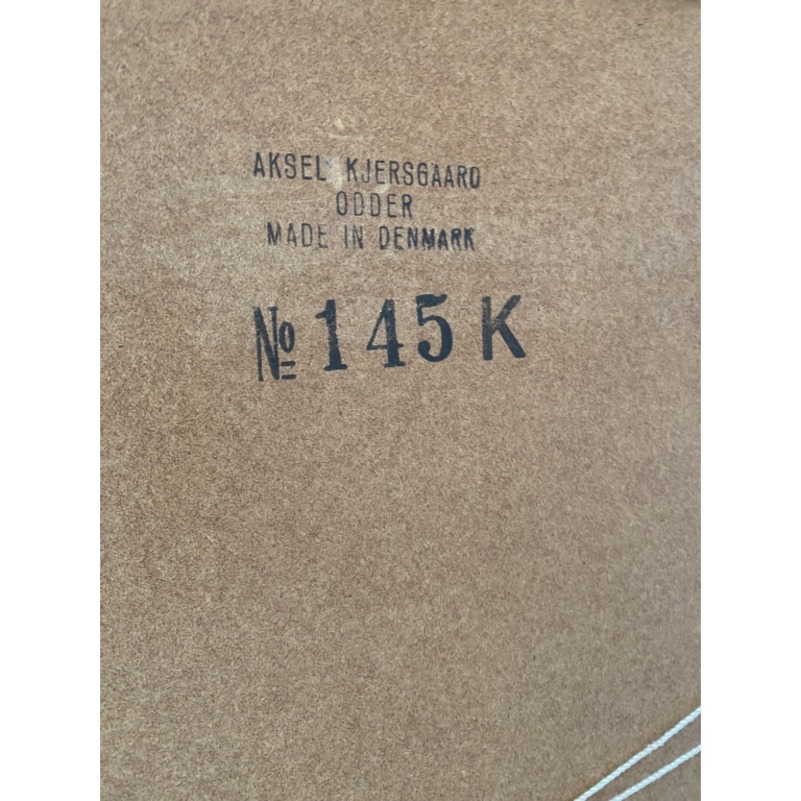 AKSEL KJERSGAARD
ODDER
MADE IN DENMARK
№ 145 K